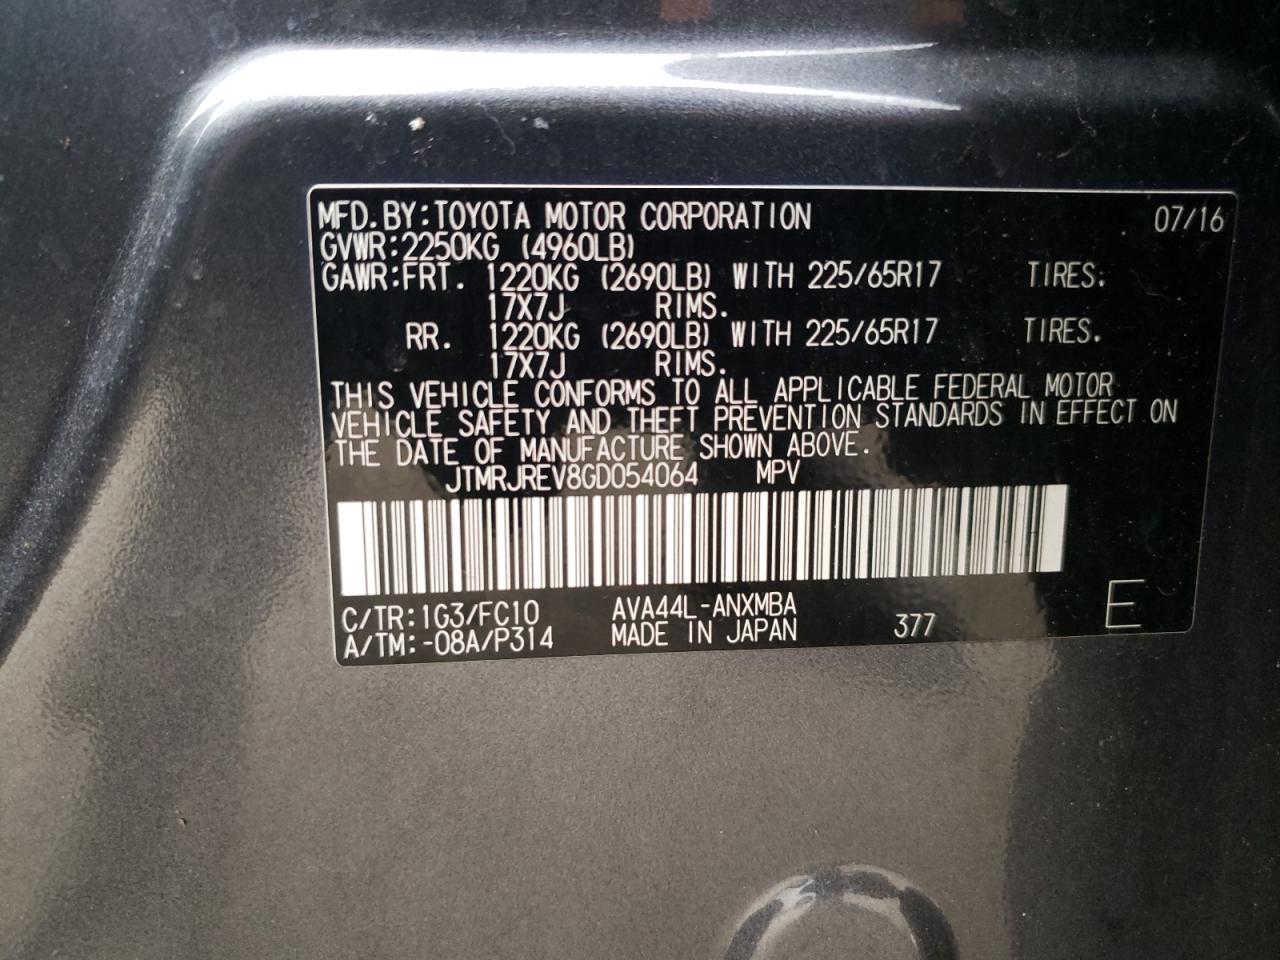 MFD.BY:TOYOTA MOTOR CORPORATION 07/16
GVWR:2250KG (4960LB)
GAWR:FRT. 1220KG (2690LB) WITH 225/65R17 TIRES.
17X7J RIMS.
RR. 1220KG (2690LB) WITH 225/65R17 TIRES.
17X7J RIMS.
THIS VEHICLE CONFORMS TO ALL APPLICABLE FEDERAL MOTOR
VEHICLE SAFETY AND THEFT PREVENTION STANDARDS IN EFFECT ON
THE DATE OF MANUFACTURE SHOWN ABOVE.
JTMRJREV8GD054064 MPV
C/TR:1G3/FC10 AVA44L-ANXMBA
A/TM:-08A/P314 MADE IN JAPAN 377 E